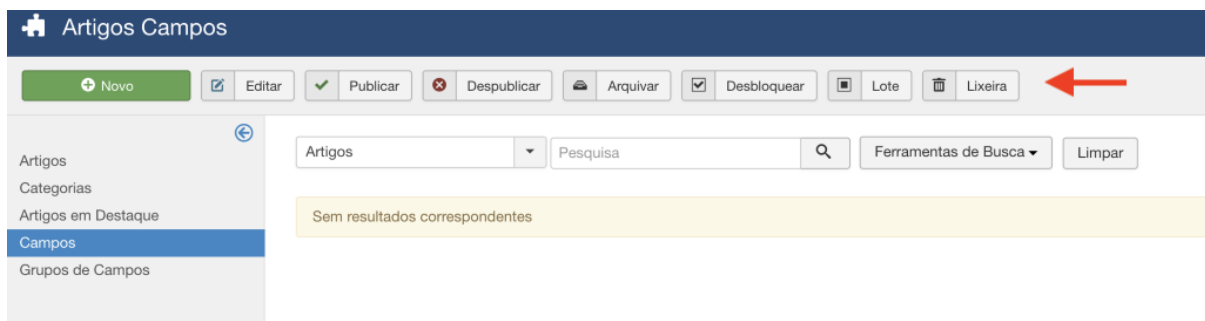 Artigos Campos
Novo Editar Publicar Despublicar Arquivar Desbloquear Lote Lixeira
Artigos Pesquisa Ferramentas de Busca Limpar
Artigos
Categorias
Artigos em Destaque
Campos
Grupos de Campos
Sem resultados correspondentes